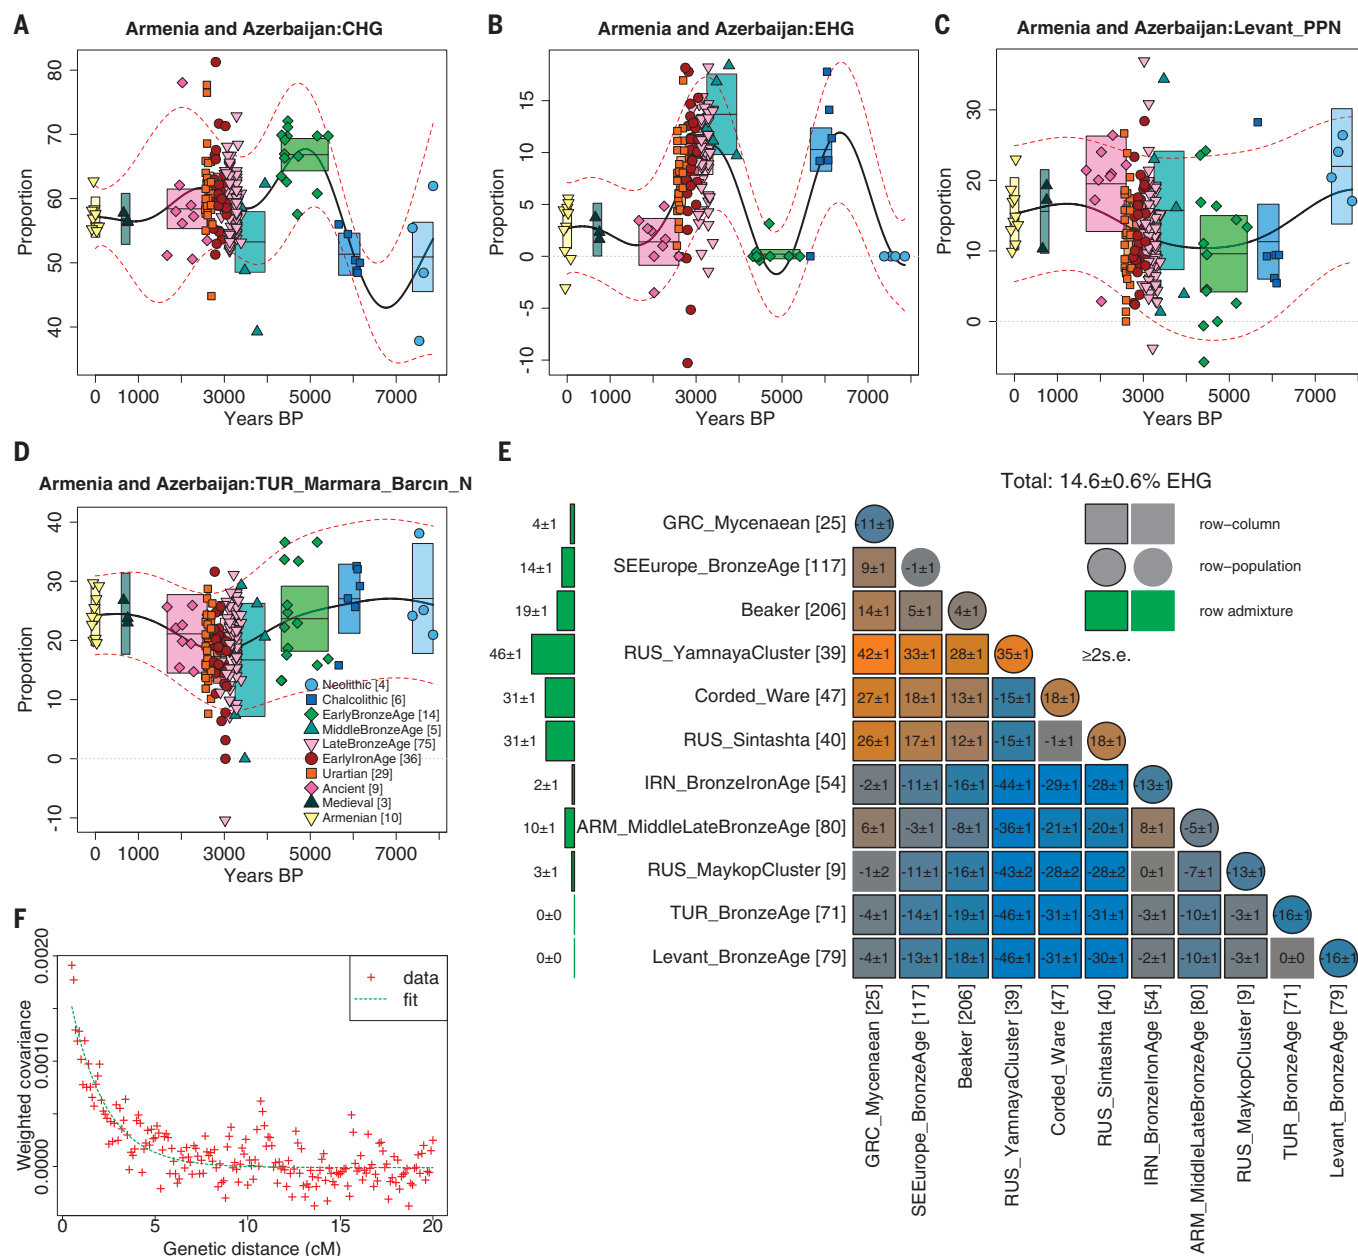 A
Armenia and Azerbaijan:CHG
Proportion
80
70
60
50
40
0 1000 3000 5000 7000
Years BP
B
Armenia and Azerbaijan:EHG
Proportion
15
10
5
0
-5
-10
0 1000 3000 5000 7000
Years BP
C
Armenia and Azerbaijan:Levant_PPN
Proportion
30
20
10
0
0 1000 3000 5000 7000
Years BP
D
Armenia and Azerbaijan:TUR_Marmara_Barcın_N
Proportion
40
30
20
10
0
-10
Neolithic [4]
Chalcolithic [6]
EarlyBronzeAge [14]
MiddleBronzeAge [5]
LateBronzeAge [75]
EarlyIronAge [36]
Urartian [29]
Ancient [9]
Medieval [3]
Armenian [10]
0 1000 3000 5000 7000
Years BP
E
Total: 14.6±0.6% EHG
row−column
row−population
row admixture
≥2s.e.
4±1 GRC_Mycenaean [25] -11±1
14±1 SEEurope_BronzeAge [117] 9±1 -1±1
19±1 Beaker [206] 14±1 5±1 4±1
46±1 RUS_YamnayaCluster [39] 42±1 33±1 28±1 35±1
31±1 Corded_Ware [47] 27±1 18±1 13±1 -15±1 18±1
31±1 RUS_Sintashta [40] 26±1 17±1 12±1 -15±1 -1±1 18±1
2±1 IRN_BronzeIronAge [54] -2±1 -11±1 -16±1 -44±1 -29±1 -28±1 -13±1
10±1 ARM_MiddleLateBronzeAge [80] 6±1 -3±1 -8±1 -36±1 -21±1 -20±1 8±1 -5±1
3±1 RUS_MaykopCluster [9] -1±2 -11±1 -16±1 -43±2 -28±2 -28±2 0±1 -7±1 -13±1
0±0 TUR_BronzeAge [71] -4±1 -14±1 -19±1 -46±1 -31±1 -31±1 -3±1 -10±1 -3±1 -16±1
0±0 Levant_BronzeAge [79] -4±1 -13±1 -18±1 -46±1 -31±1 -30±1 -2±1 -10±1 -3±1 0±0 -16±1
GRC_Mycenaean [25]
SEEurope_BronzeAge [117]
Beaker [206]
RUS_YamnayaCluster [39]
Corded_Ware [47]
RUS_Sintashta [40]
IRN_BronzeIronAge [54]
ARM_MiddleLateBronzeAge [80]
RUS_MaykopCluster [9]
TUR_BronzeAge [71]
Levant_BronzeAge [79]
F
Weighted covariance
0.0020
0.0010
0.0000
data
fit
0 5 10 15 20
Genetic distance (cM)